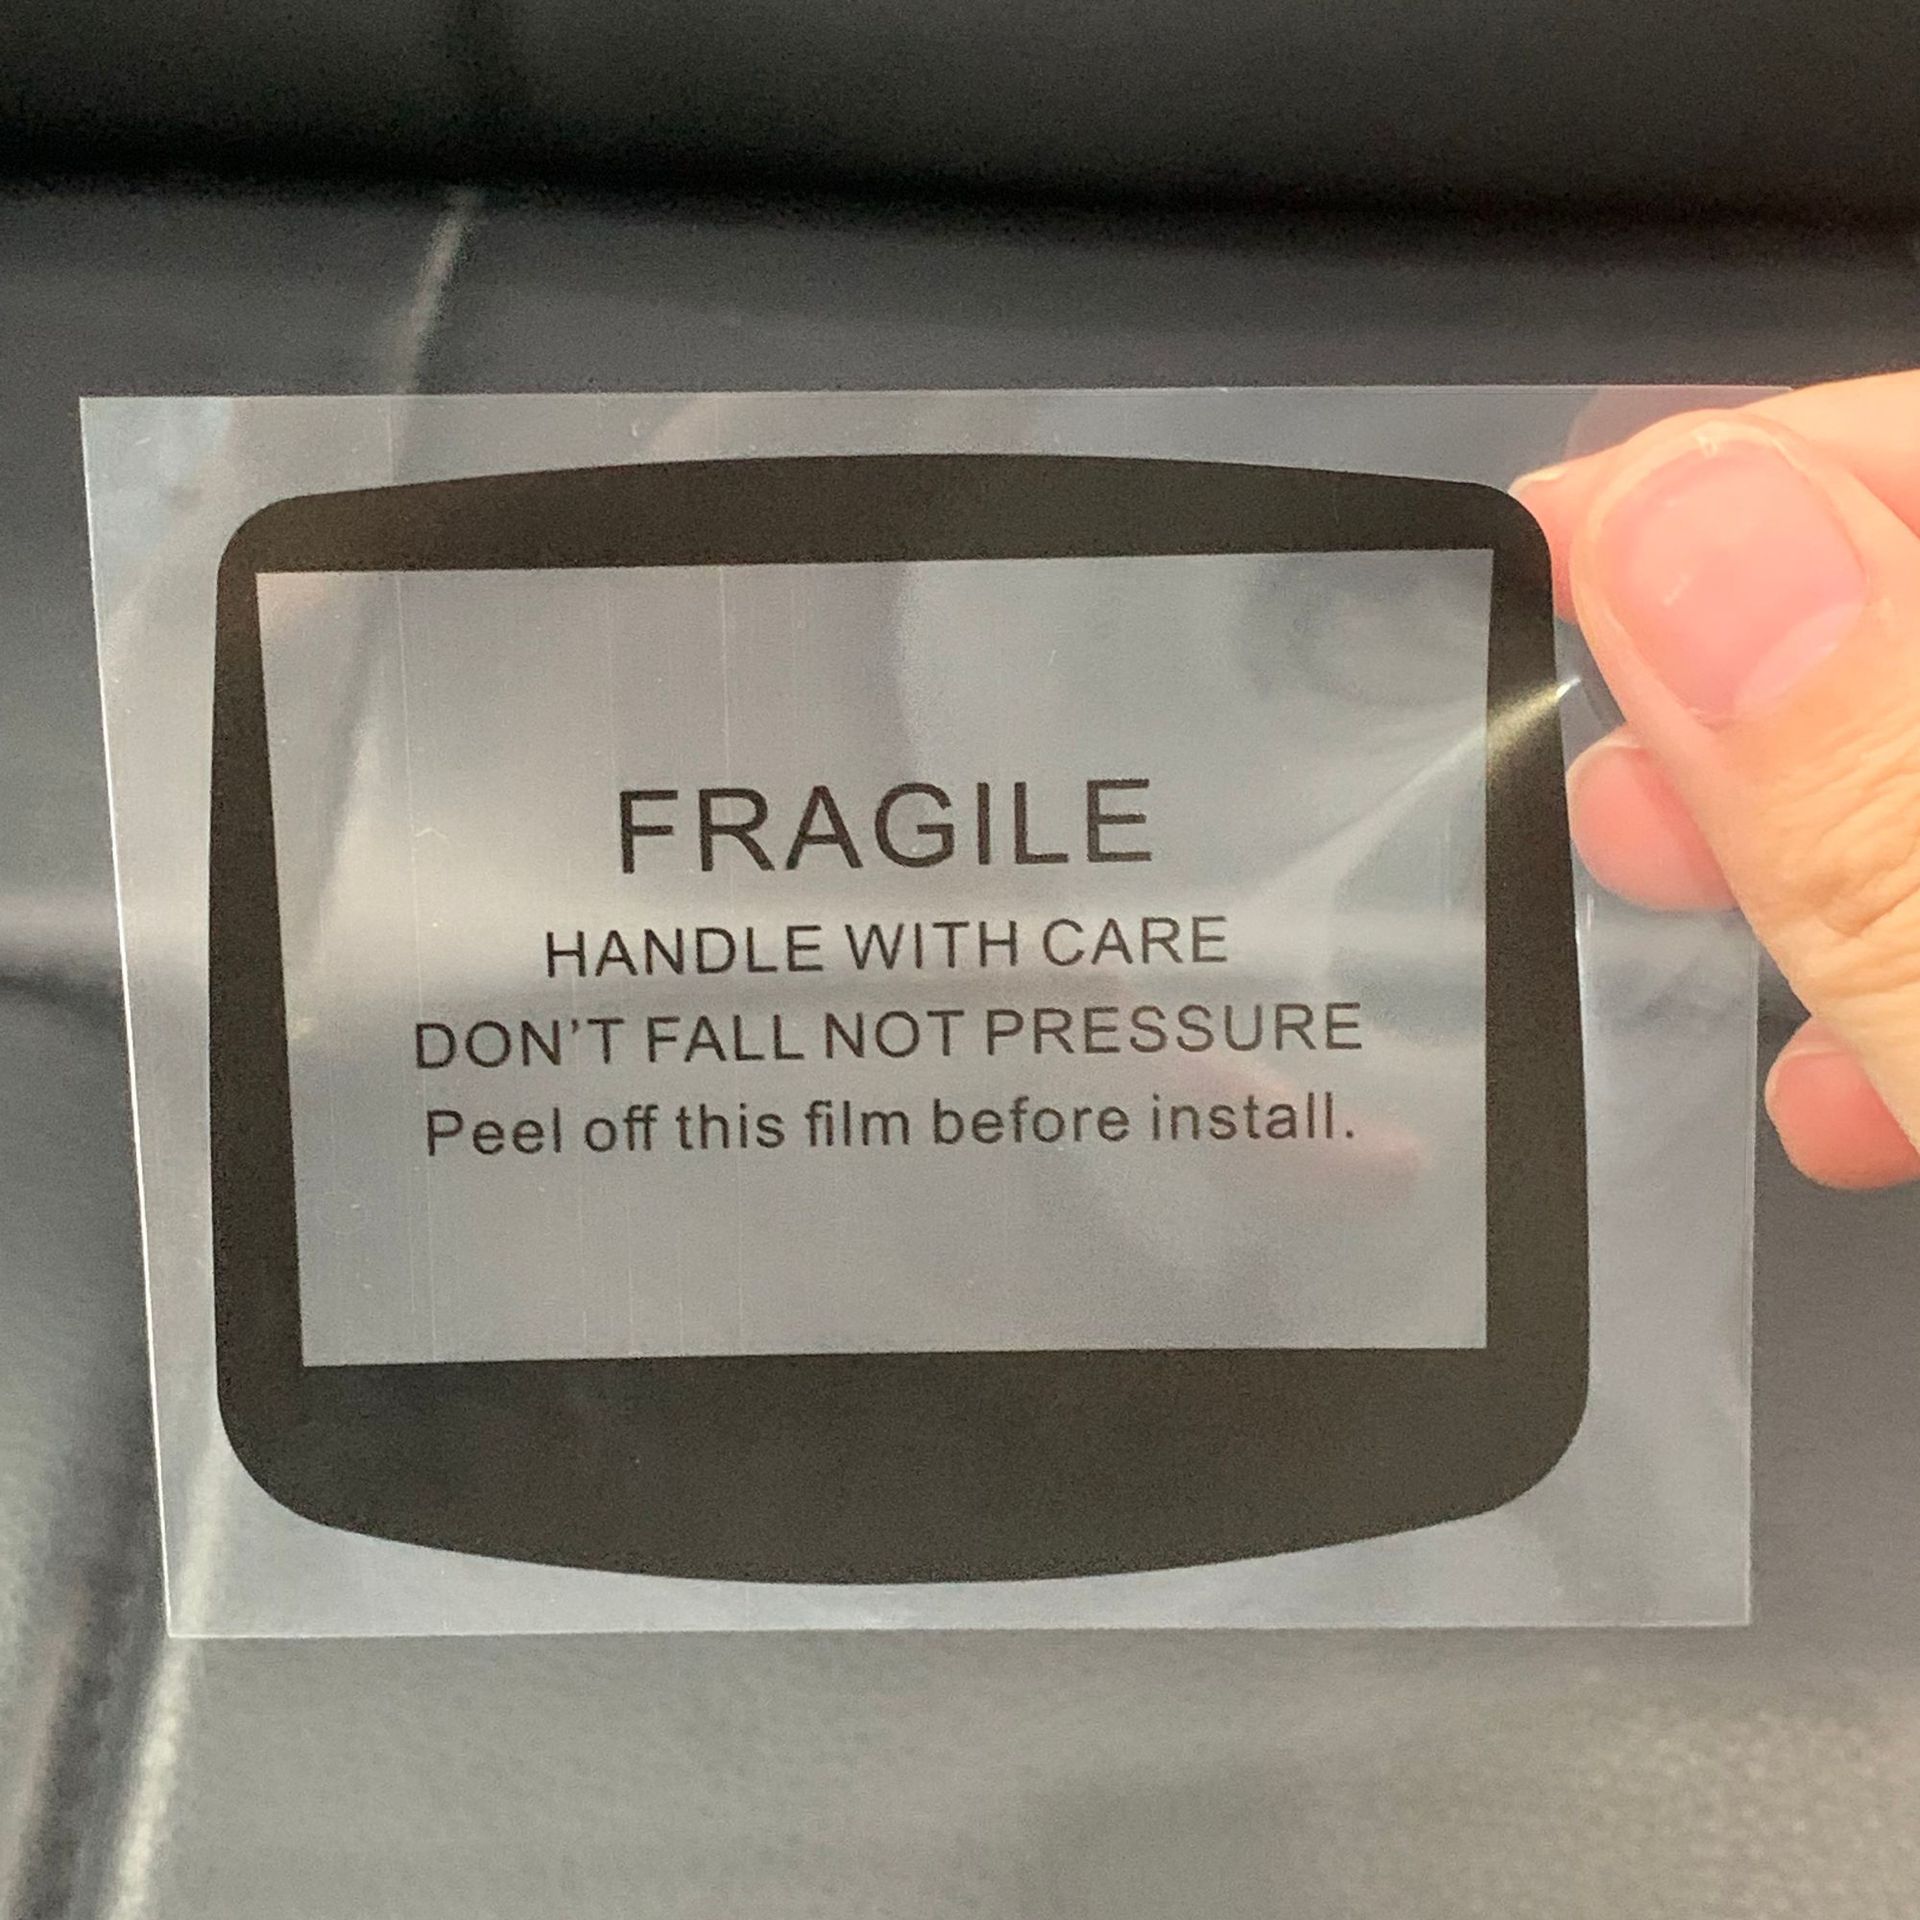 FRAGILE
HANDLE WITH CARE
DON'T FALL NOT PRESSURE
Peel off this film before install.